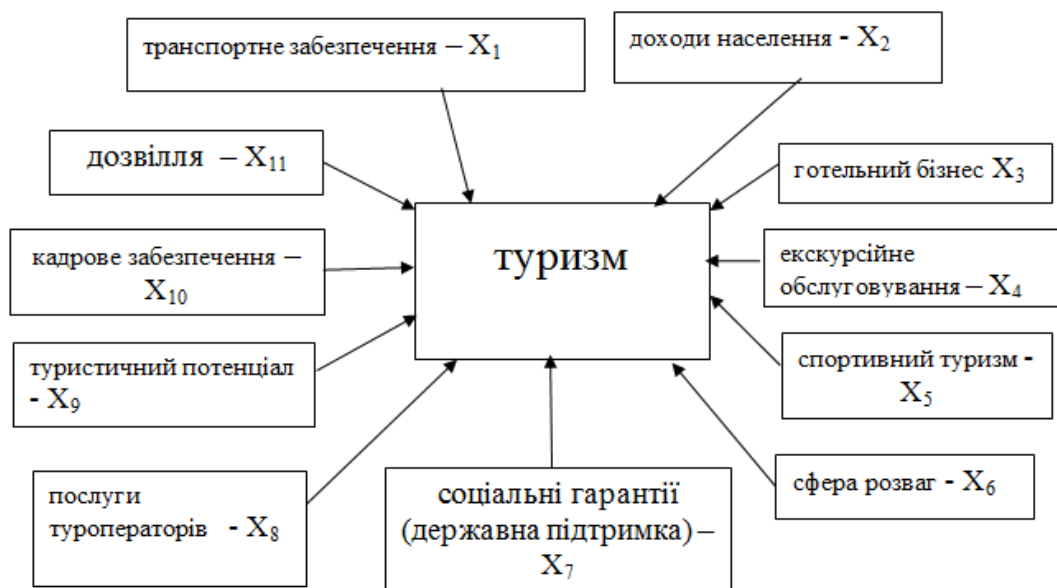 транспортне забезпечення – X₁
доходи населення - X₂
дозвілля – X₁₁
готельний бізнес X₃
туризм
кадрове забезпечення –
X₁₀
екскурсійне
обслуговування – X₄
туристичний потенціал
- X₉
спортивний туризм -
X₅
послуги
туроператорів - X₈
соціальні гарантії
(державна підтримка) –
X₇
сфера розваг - X₆